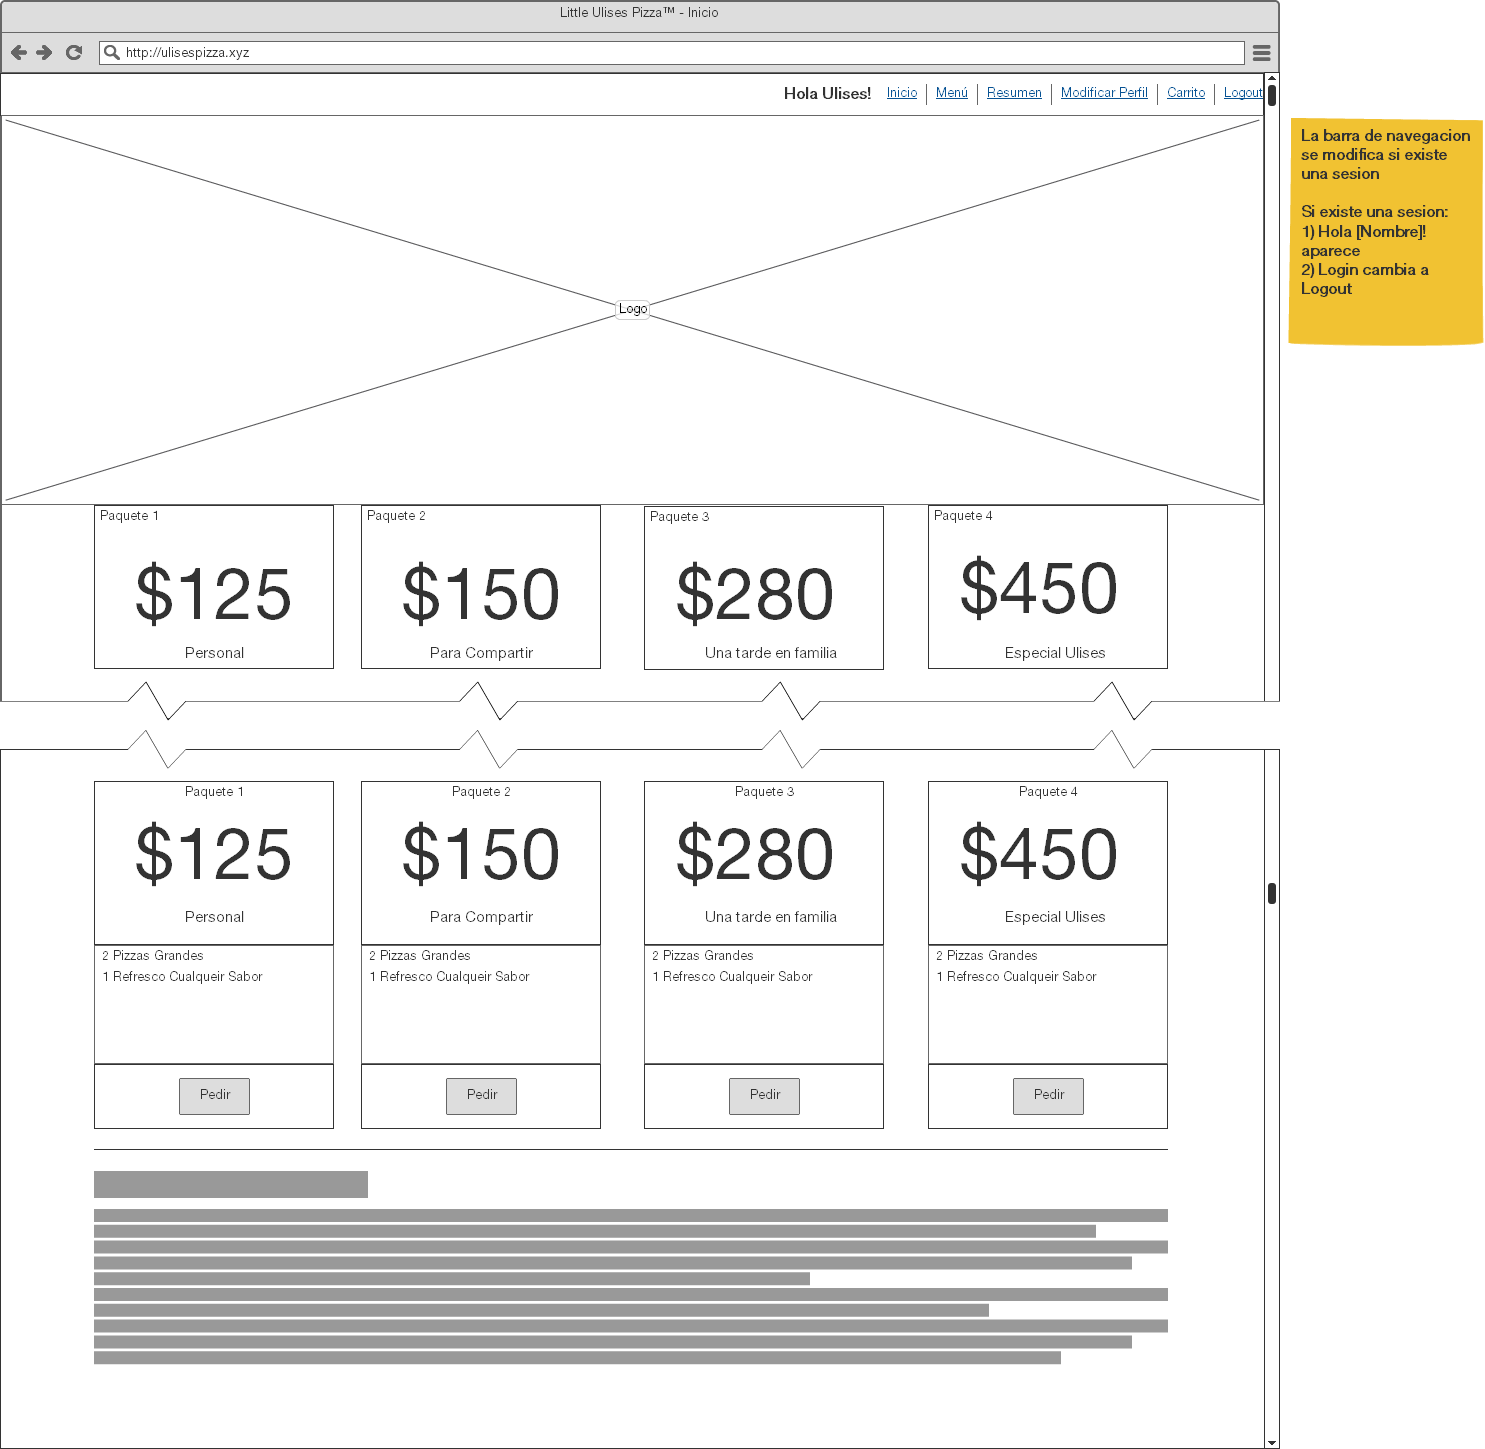 Little Ulises Pizza™ - Inicio
http://ulisespizza.xyz
Hola Ulises! Inicio Menú Resumen Modificar Perfil Carrito Logout
La barra de navegacion
se modifica si existe
una sesion
Si existe una sesion:
1) Hola [Nombre]!
aparece
2) Login cambia a
Logout
Logo
Paquete 1
$125
Personal
Paquete 2
$150
Para Compartir
Paquete 3
$280
Una tarde en familia
Paquete 4
$450
Especial Ulises
Paquete 1
$125
Personal
2 Pizzas Grandes
1 Refresco Cualqueir Sabor
Pedir
Paquete 2
$150
Para Compartir
2 Pizzas Grandes
1 Refresco Cualqueir Sabor
Pedir
Paquete 3
$280
Una tarde en familia
2 Pizzas Grandes
1 Refresco Cualqueir Sabor
Pedir
Paquete 4
$450
Especial Ulises
2 Pizzas Grandes
1 Refresco Cualqueir Sabor
Pedir